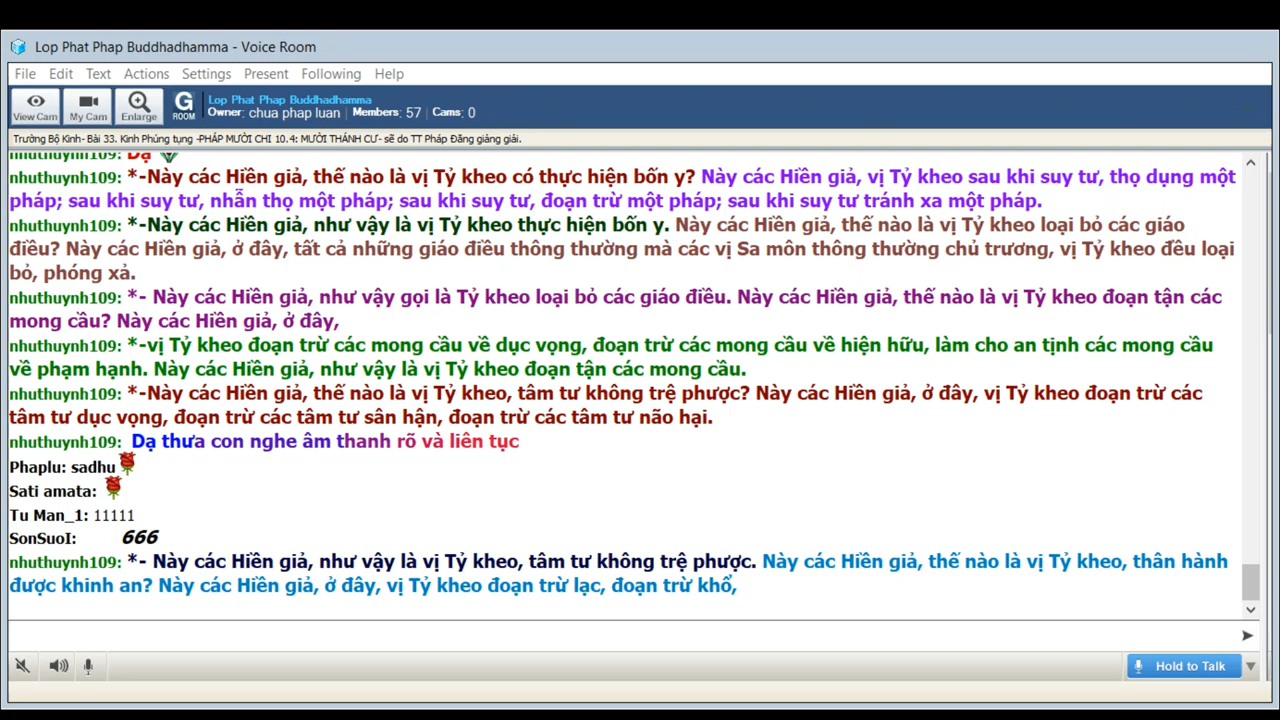 Lop Phat Phap Buddhadhamma - Voice Room
File Edit Text Actions Settings Present Following Help
View Cam My Cam Enlarge G ROOM
Lop Phat Phap Buddhadhamma
Owner: chua phap luan | Members: 57 | Cams: 0
Trường Bộ Kinh- Bài 33. Kinh Phúng tụng -PHÁP MƯỜI CHI 10.4: MƯỜI THÁNH CƯ- sẽ do TT Pháp Đăng giảng giải.
nhuthuynh109: Dạ
nhuthuynh109: *-Này các Hiền giả, thế nào là vị Tỷ kheo có thực hiện bốn y? Này các Hiền giả, vị Tỷ kheo sau khi suy tư, thọ dụng một
pháp; sau khi suy tư, nhẫn thọ một pháp; sau khi suy tư, đoạn trừ một pháp; sau khi suy tư tránh xa một pháp.
nhuthuynh109: *-Này các Hiền giả, như vậy là vị Tỷ kheo thực hiện bốn y. Này các Hiền giả, thế nào là vị Tỷ kheo loại bỏ các giáo
điều? Này các Hiền giả, ở đây, tất cả những giáo điều thông thường mà các vị Sa môn thông thường chủ trương, vị Tỷ kheo đều loại
bỏ, phóng xả.
nhuthuynh109: *- Này các Hiền giả, như vậy gọi là Tỷ kheo loại bỏ các giáo điều. Này các Hiền giả, thế nào là vị Tỷ kheo đoạn tận các
mong cầu? Này các Hiền giả, ở đây,
nhuthuynh109: *-vị Tỷ kheo đoạn trừ các mong cầu về dục vọng, đoạn trừ các mong cầu về hiện hữu, làm cho an tịnh các mong cầu
về phạm hạnh. Này các Hiền giả, như vậy là vị Tỷ kheo đoạn tận các mong cầu.
nhuthuynh109: *-Này các Hiền giả, thế nào là vị Tỷ kheo, tâm tư không trệ phược? Này các Hiền giả, ở đây, vị Tỷ kheo đoạn trừ các
tâm tư dục vọng, đoạn trừ các tâm tư sân hận, đoạn trừ các tâm tư não hại.
nhuthuynh109: Dạ thưa con nghe âm thanh rõ và liên tục
Phaplu: sadhu
Sati amata:
Tu Man_1: 11111
SonSuoI: 666
nhuthuynh109: *- Này các Hiền giả, như vậy là vị Tỷ kheo, tâm tư không trệ phược. Này các Hiền giả, thế nào là vị Tỷ kheo, thân hành
được khinh an? Này các Hiền giả, ở đây, vị Tỷ kheo đoạn trừ lạc, đoạn trừ khổ,
Hold to Talk